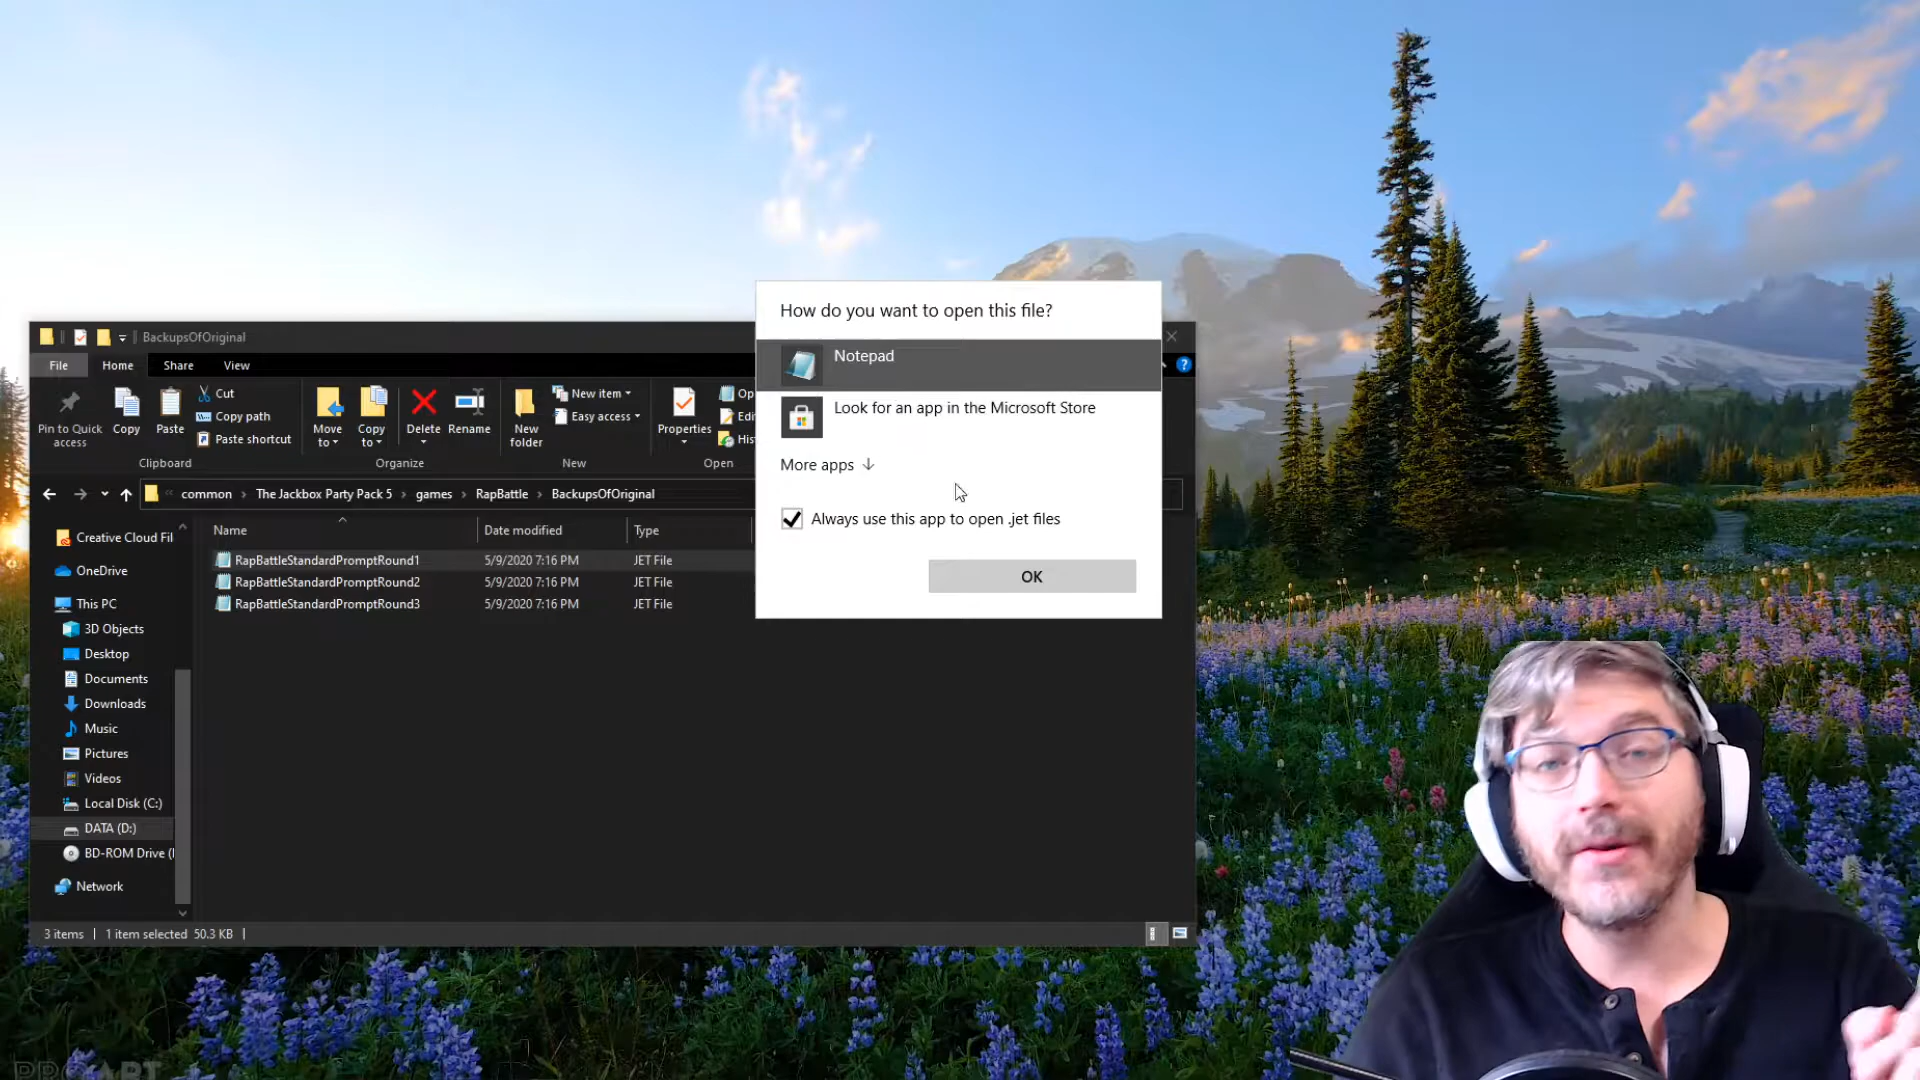 BackupsOfOriginal
File Home Share View
Pin to Quick access
Copy
Paste
Cut
Copy path
Paste shortcut
Clipboard
Move to
Copy to
Delete
Rename
Organize
New folder
New item
Easy access
New
Properties
Open
common > The Jackbox Party Pack 5 > games > RapBattle > BackupsOfOriginal
Name Date modified Type
RapBattleStandardPromptRound1 5/9/2020 7:16 PM JET File
RapBattleStandardPromptRound2 5/9/2020 7:16 PM JET File
RapBattleStandardPromptRound3 5/9/2020 7:16 PM JET File
Creative Cloud Fil
OneDrive
This PC
3D Objects
Desktop
Documents
Downloads
Music
Pictures
Videos
Local Disk (C:)
DATA (D:)
BD-ROM Drive (
Network
3 items | 1 item selected 50.3 KB |
How do you want to open this file?
Notepad
Look for an app in the Microsoft Store
More apps
Always use this app to open .jet files
OK